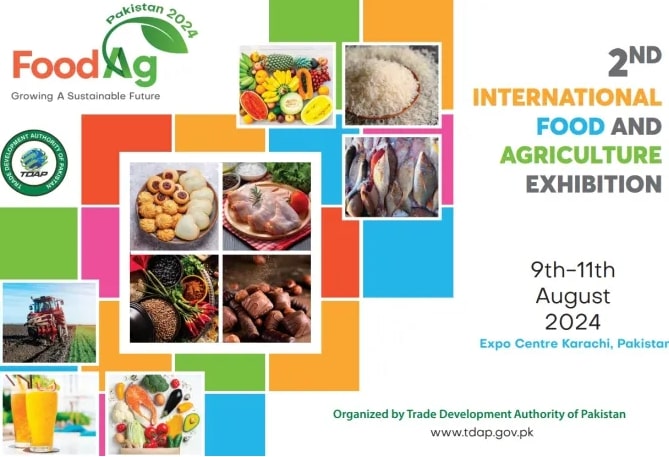 Pakistan 2024
FoodAg
Growing A Sustainable Future
TRADE DEVELOPMENT AUTHORITY OF PAKISTAN
TDAP
2ND
INTERNATIONAL
FOOD AND
AGRICULTURE
EXHIBITION
9th-11th
August
2024
Expo Centre Karachi, Pakistan
Organized by Trade Development Authority of Pakistan
www.tdap.gov.pk